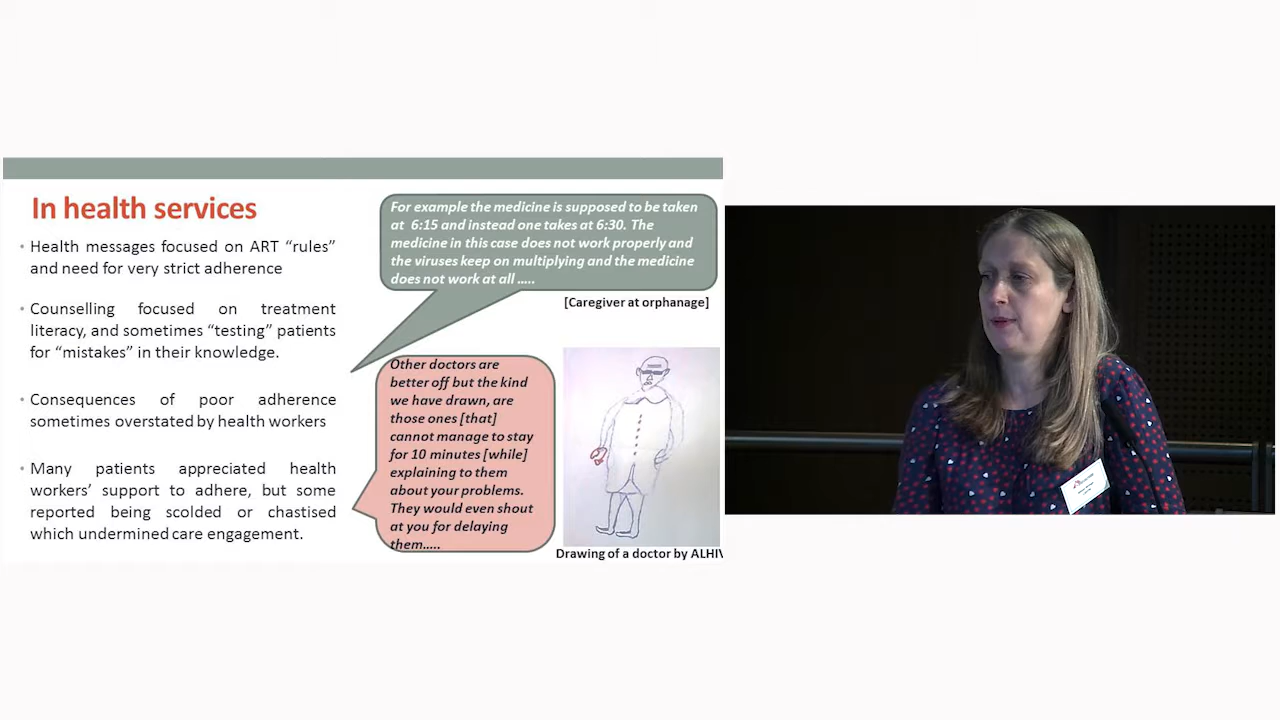 In health services
• Health messages focused on ART “rules”
and need for very strict adherence
• Counselling focused on treatment
literacy, and sometimes “testing” patients
for “mistakes” in their knowledge.
• Consequences of poor adherence
sometimes overstated by health workers
• Many patients appreciated health
workers’ support to adhere, but some
reported being scolded or chastised
which undermined care engagement.
For example the medicine is supposed to be taken
at 6:15 and instead one takes at 6:30. The
medicine in this case does not work properly and
the viruses keep on multiplying and the medicine
does not work at all .....
[Caregiver at orphanage]
Other doctors are
better off but the kind
we have drawn, are
those ones [that]
cannot manage to stay
for 10 minutes [while]
explaining to them
about your problems.
They would even shout
at you for delaying
them.....
Drawing of a doctor by ALHIV